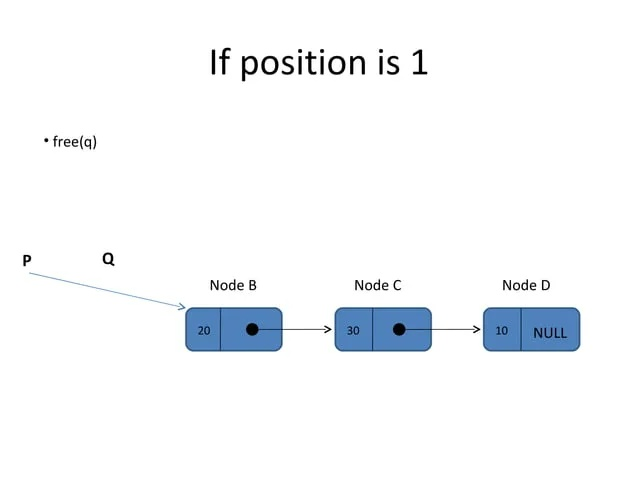 If position is 1
• free(q)
P
Q
Node B
Node C
Node D
20
30
10
NULL